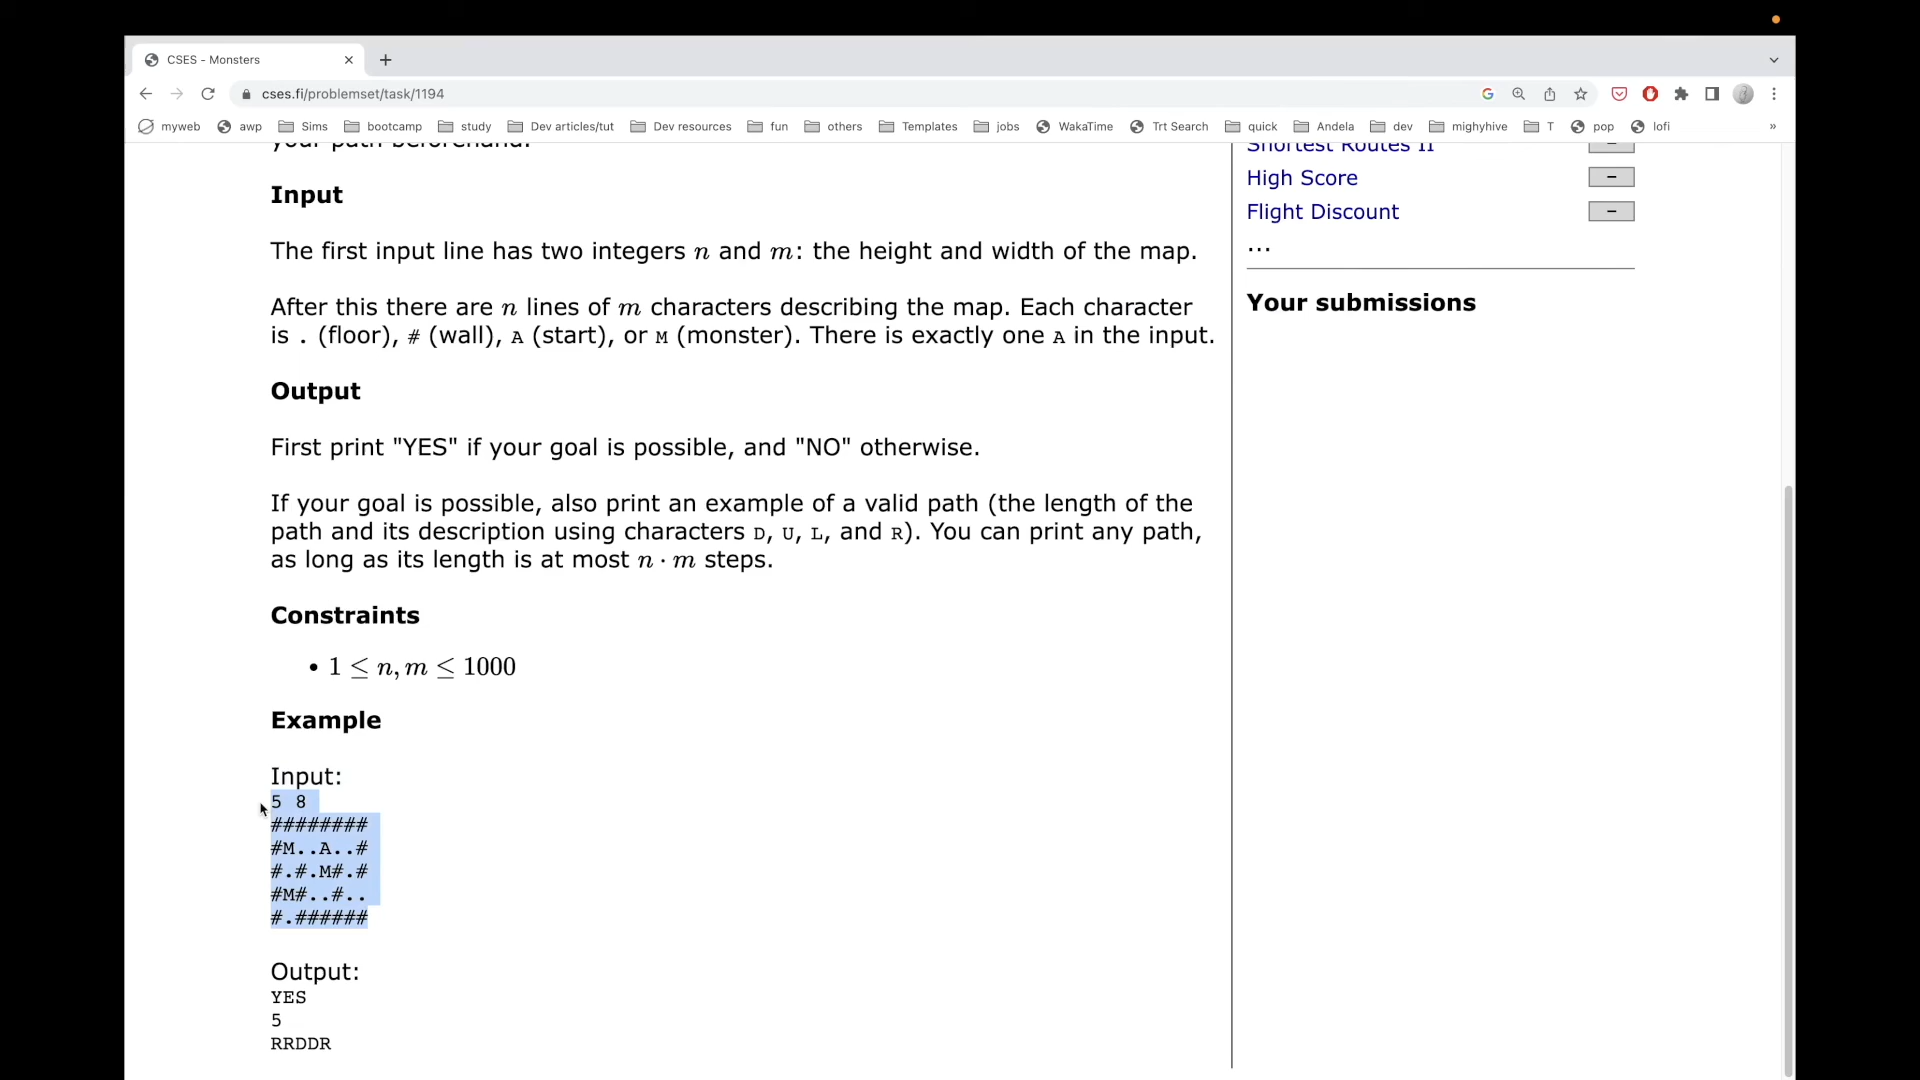 CSES - Monsters
cses.fi/problemset/task/1194
myweb awp Sims bootcamp study Dev articles/tut Dev resources fun others Templates jobs WakaTime Trt Search quick Andela dev mighyhive T pop lofi »
your path beforehand.
Input
The first input line has two integers n and m: the height and width of the map.
After this there are n lines of m characters describing the map. Each character
is . (floor), # (wall), A (start), or M (monster). There is exactly one A in the input.
Output
First print "YES" if your goal is possible, and "NO" otherwise.
If your goal is possible, also print an example of a valid path (the length of the
path and its description using characters D, U, L, and R). You can print any path,
as long as its length is at most n · m steps.
Constraints
• 1 ≤ n, m ≤ 1000
Example
Input:
5 8
########
#M..A..#
#.#.M#.#
#M#..#..
#.######
Output:
YES
5
RRDDR
Shortest Routes II –
High Score –
Flight Discount –
...
Your submissions